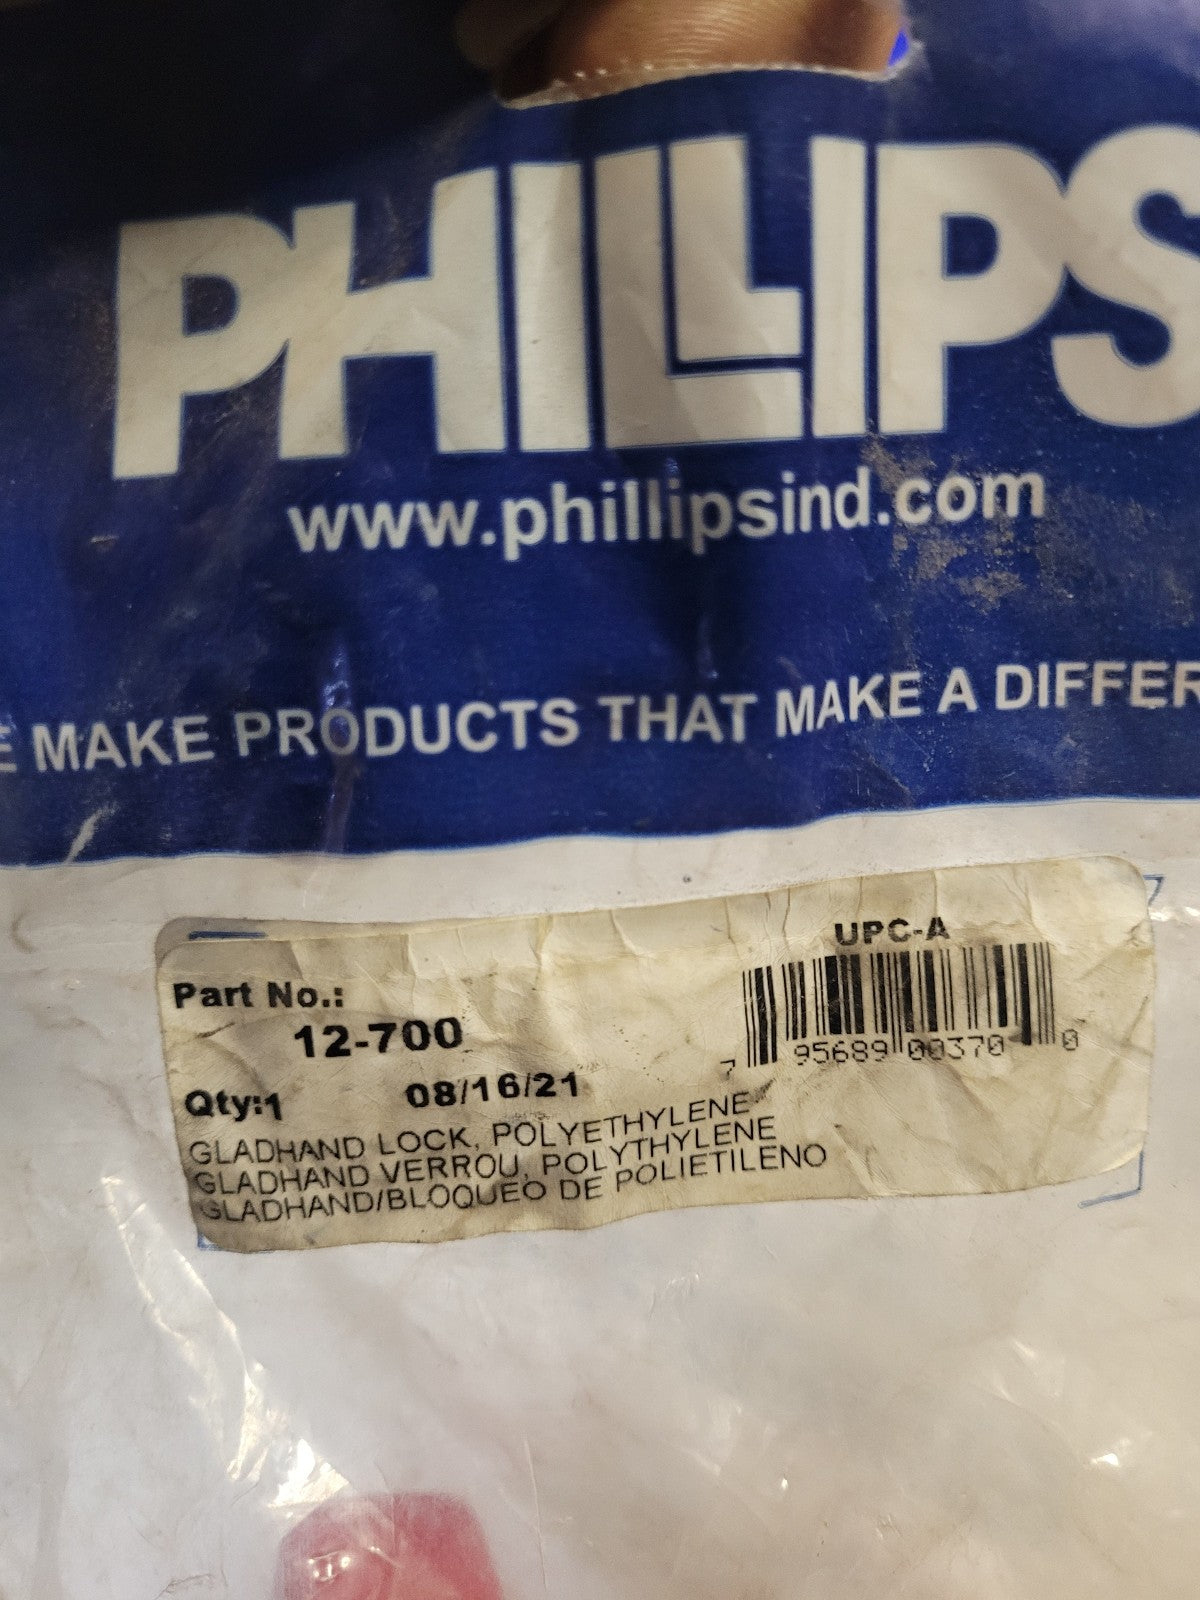 PHILLIPS
www.phillipsind.com
E MAKE PRODUCTS THAT MAKE A DIFFER
UPC-A
Part No.:
12-700
7 95689 00370 0
Qty:1 08/16/21
GLADHAND LOCK, POLYETHYLENE
GLADHAND VERROU, POLYTHYLENE
GLADHAND/BLOQUEO DE POLIETILENO